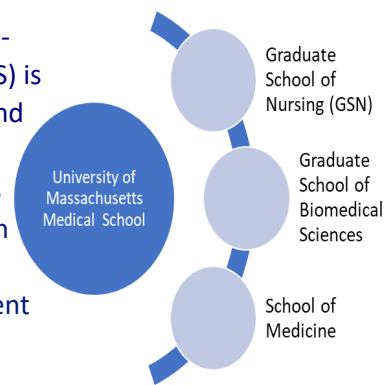 -
S) is
nd
University of
Massachusetts
Medical School
ent
Graduate
School of
Nursing (GSN)
Graduate
School of
Biomedical
Sciences
School of
Medicine